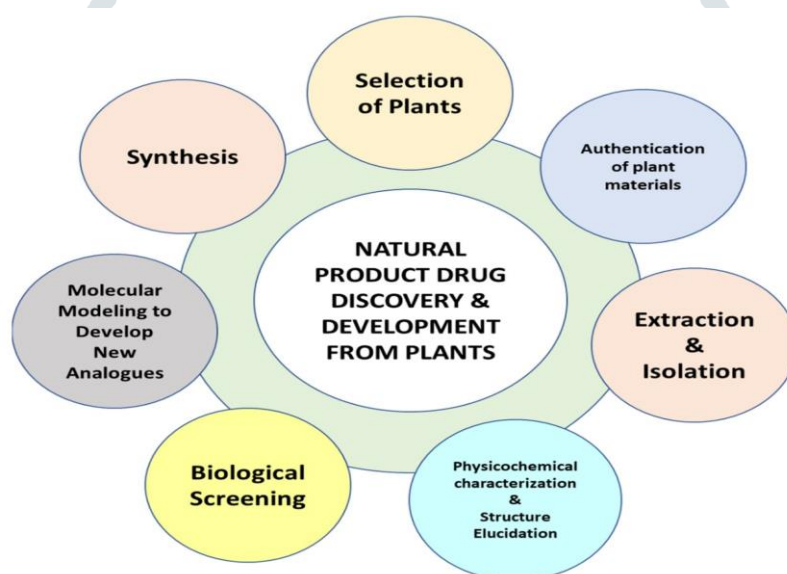 Selection
of Plants
Authentication
of plant
materials
Extraction
&
Isolation
Physicochemical
characterization
&
Structure
Elucidation
Biological
Screening
Molecular
Modeling to
Develop
New
Analogues
Synthesis
NATURAL
PRODUCT DRUG
DISCOVERY &
DEVELOPMENT
FROM PLANTS